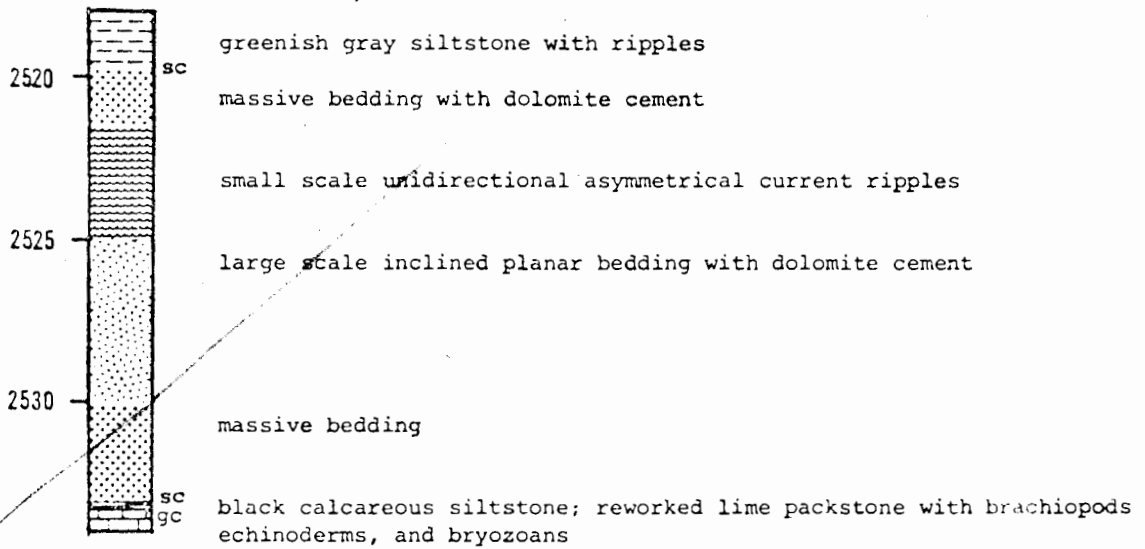 greenish gray siltstone with ripples
sc
2520
massive bedding with dolomite cement
small scale unidirectional asymmetrical current ripples
2525
large scale inclined planar bedding with dolomite cement
2530
massive bedding
sc
black calcareous siltstone; reworked lime packstone with brachiopods
gc
echinoderms, and bryozoans